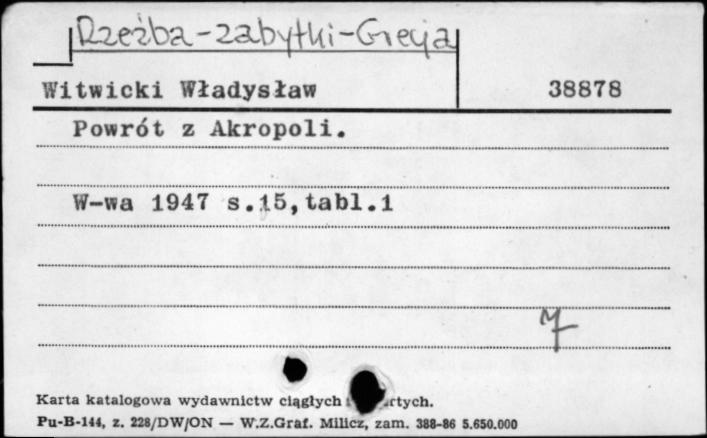 Rzeźba-zabytki-Grecja
Witwicki Władysław 38878
Powrót z Akropoli.
W-wa 1947 s.15,tabl.1
Karta katalogowa wydawnictw ciągłych
Pu-B-144, z. 228/DW/ON — W.Z.Graf. Milicz, zam. 388-86 5.650.000